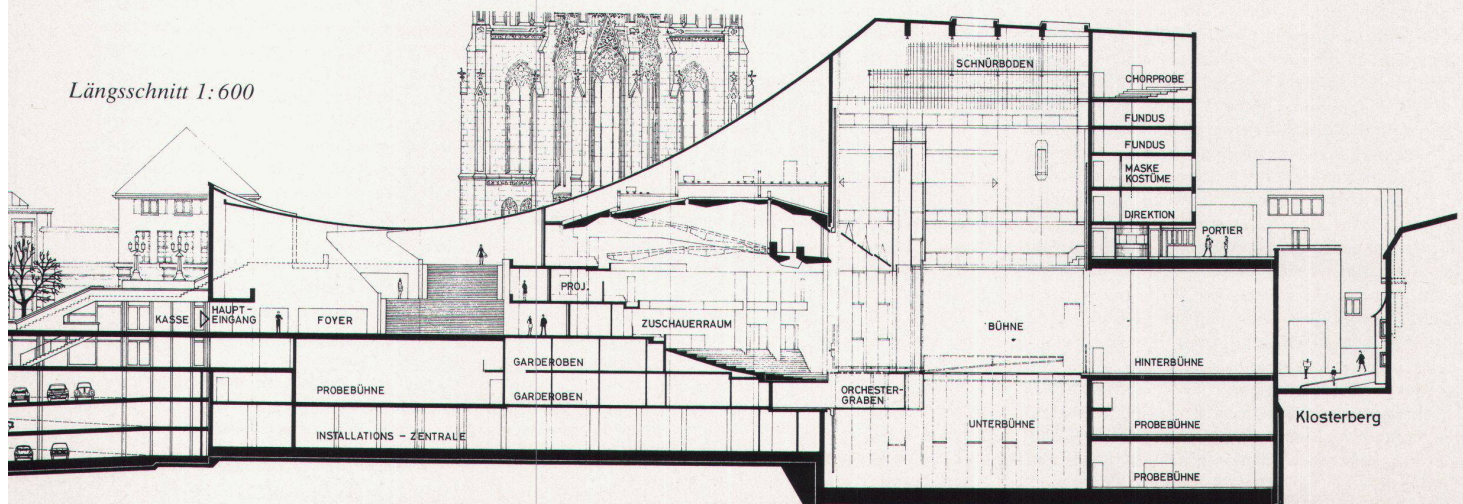 Längsschnitt 1:600
SCHNÜRBODEN
CHORPROBE
FUNDUS
FUNDUS
MASKE
KOSTÜME
DIREKTION
PORTIER
PROJ.
KASSE
HAUPT-
EINGANG
FOYER
ZUSCHAUERRAUM
BÜHNE
GARDEROBEN
HINTERBÜHNE
PROBEBÜHNE
GARDEROBEN
ORCHESTER-
GRABEN
Klosterberg
UNTERBÜHNE
PROBEBÜHNE
INSTALLATIONS - ZENTRALE
PROBEBÜHNE